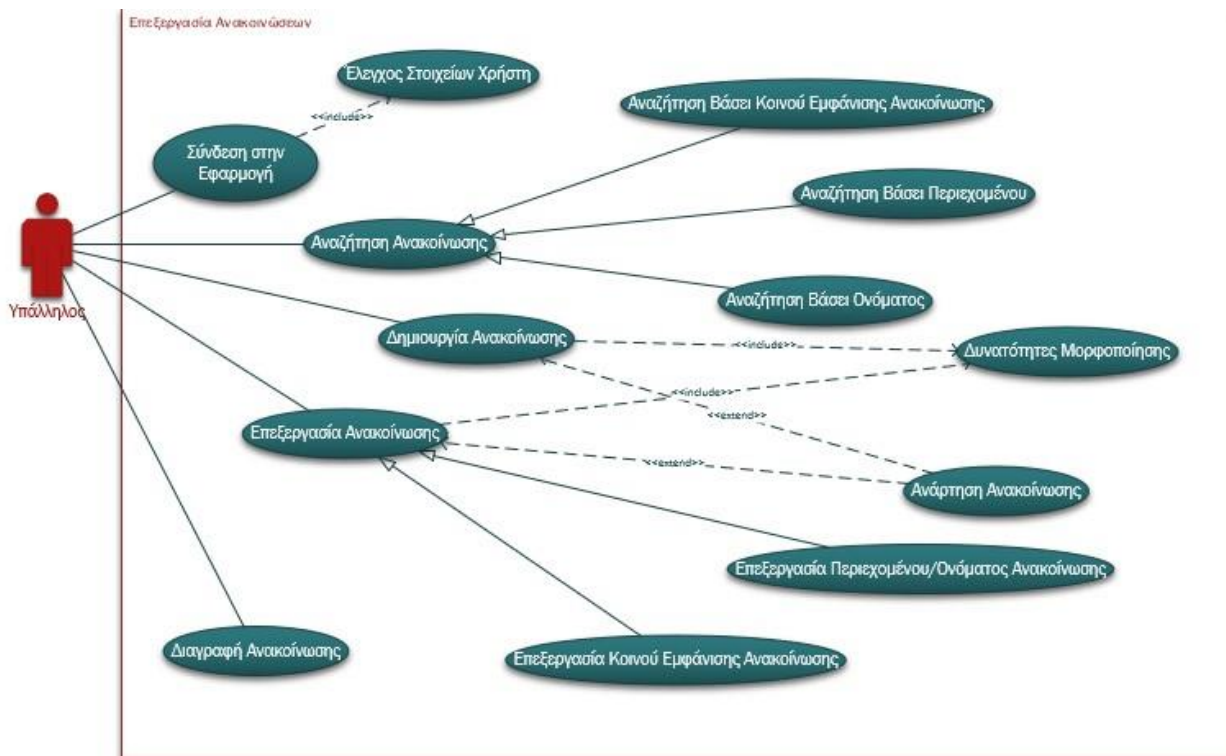 Επεξεργασία Ανακοινώσεων
Έλεγχος Στοιχείων Χρήστη
<<include>>
Σύνδεση στην
Εφαρμογή
Αναζήτηση Βάσει Κοινού Εμφάνισης Ανακοίνωσης
Αναζήτηση Βάσει Περιεχομένου
Αναζήτηση Ανακοίνωσης
Αναζήτηση Βάσει Ονόματος
Υπάλληλος
Δημιουργία Ανακοίνωσης
<<include>>
Δυνατότητες Μορφοποίησης
<<include>>
<<extend>>
Επεξεργασία Ανακοίνωσης
<<extend>>
Ανάρτηση Ανακοίνωσης
Επεξεργασία Περιεχομένου/Ονόματος Ανακοίνωσης
Διαγραφή Ανακοίνωσης
Επεξεργασία Κοινού Εμφάνισης Ανακοίνωσης